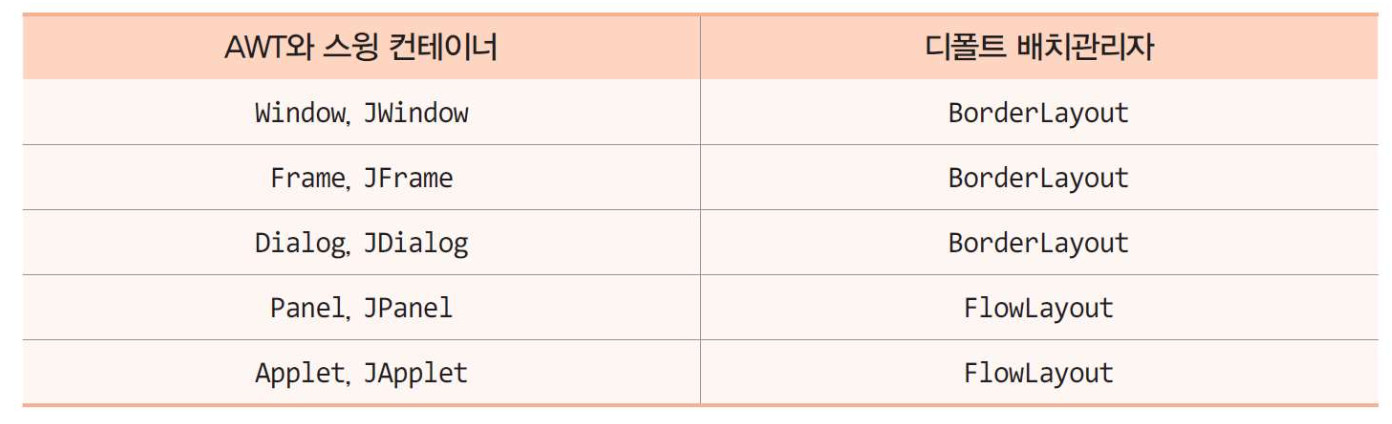 AWT와 스윙 컨테이너 디폴트 배치관리자
Window, JWindow BorderLayout
Frame, JFrame BorderLayout
Dialog, JDialog BorderLayout
Panel, JPanel FlowLayout
Applet, JApplet FlowLayout